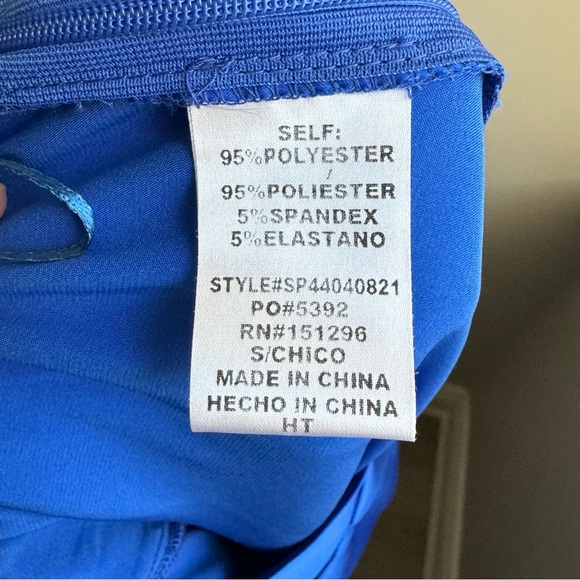 SELF:
95%POLYESTER
/
95%POLIESTER
5%SPANDEX
5%ELASTANO
STYLE#SP44040821
PO#5392
RN#151296
S/CHICO
MADE IN CHINA
HECHO IN CHINA
HT